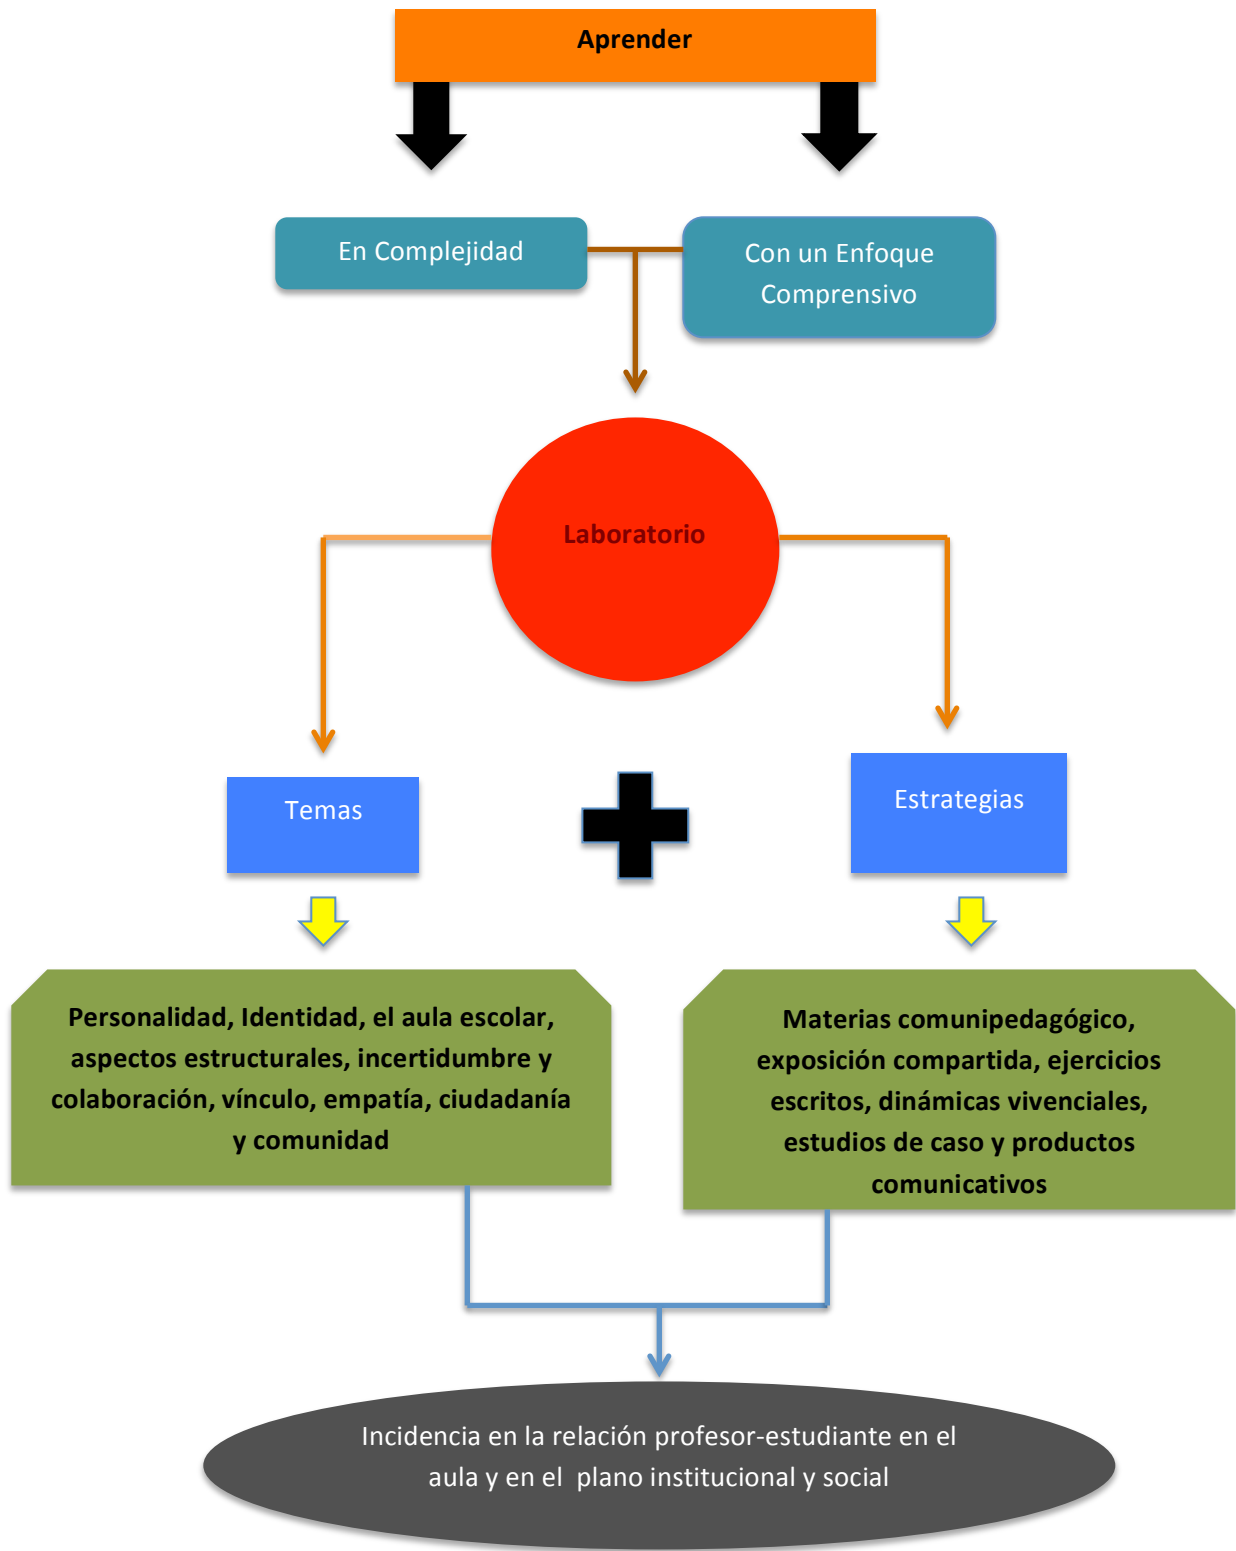 Aprender
En Complejidad
Con un Enfoque
Comprensivo
Laboratorio
Temas
Estrategias
Personalidad, Identidad, el aula escolar,
aspectos estructurales, incertidumbre y
colaboración, vínculo, empatía, ciudadanía
y comunidad
Materias comunipedagógico,
exposición compartida, ejercicios
escritos, dinámicas vivenciales,
estudios de caso y productos
comunicativos
Incidencia en la relación profesor-estudiante en el
aula y en el  plano institucional y social